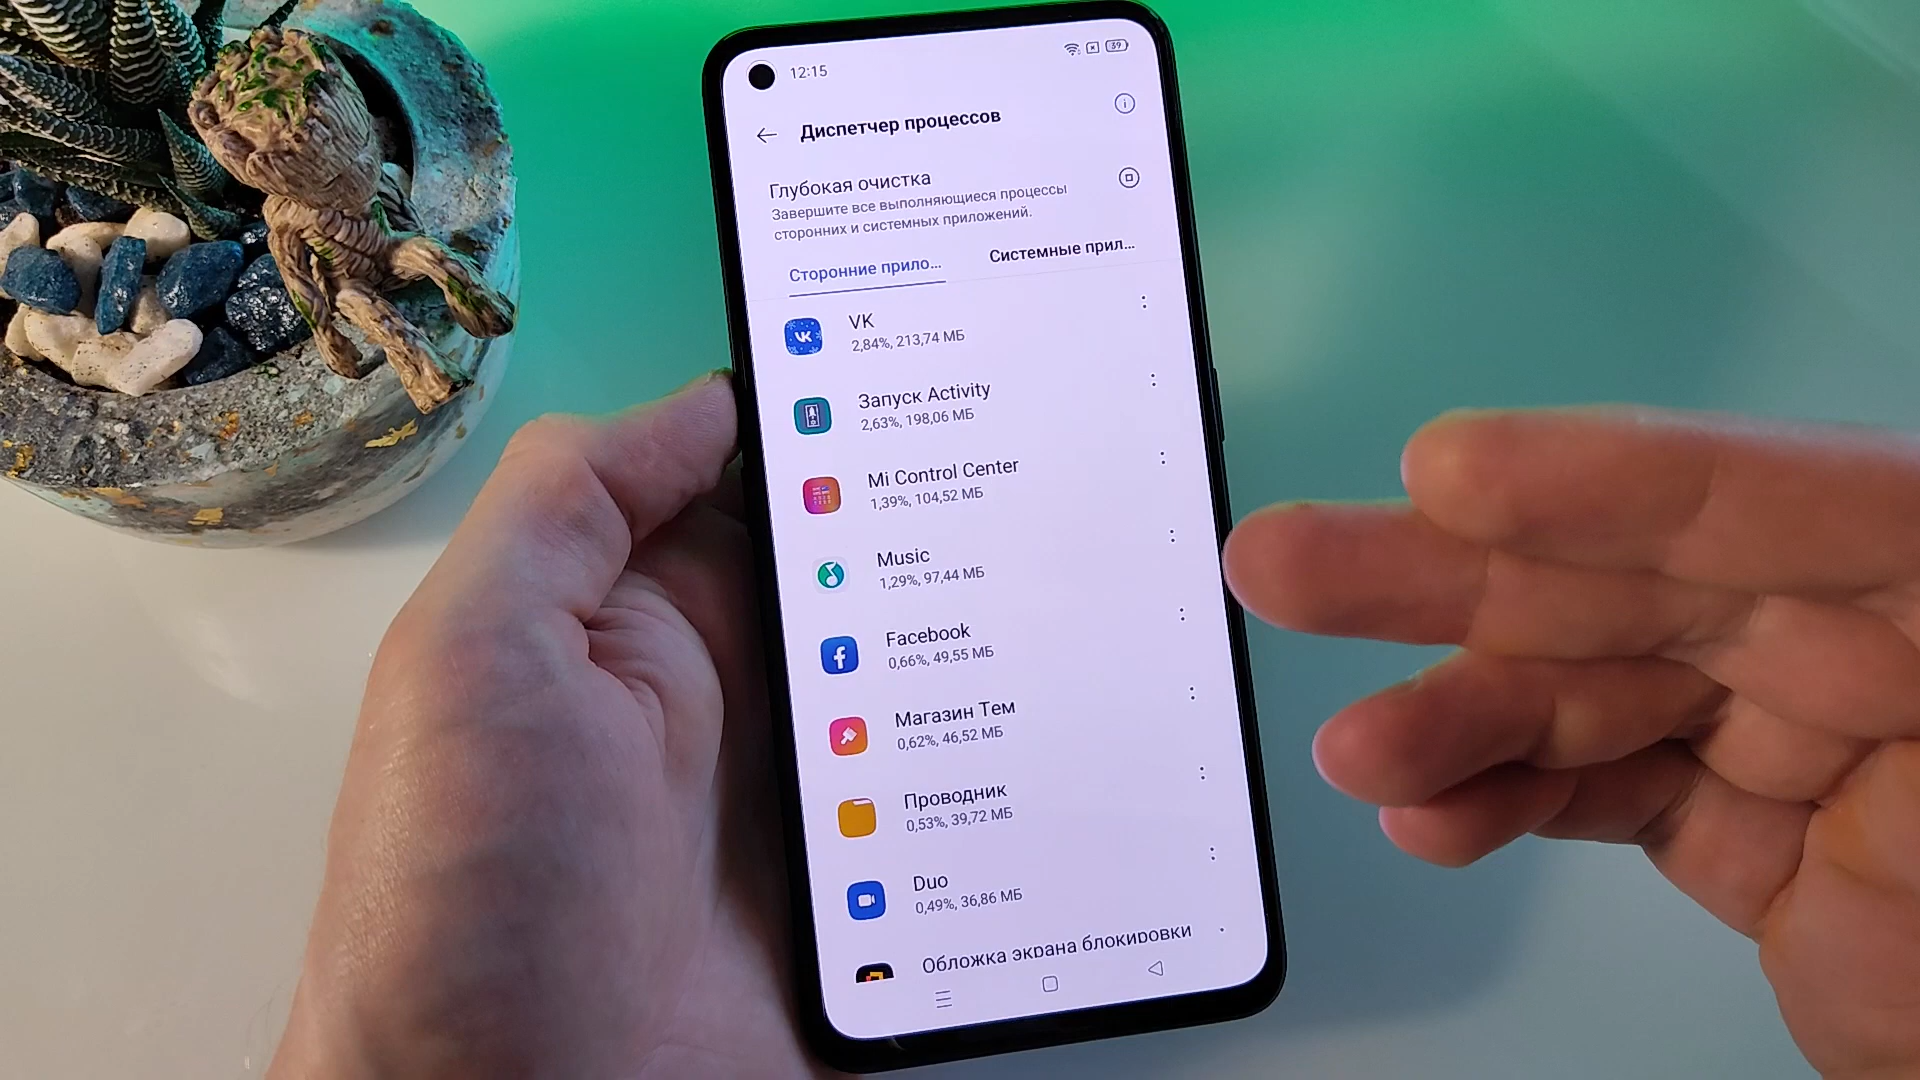 12:15
39
Диспетчер процессов
Глубокая очистка
Завершите все выполняющиеся процессы
сторонних и системных приложений.
Сторонние прило...
Системные прил...
VK
2,84%, 213,74 МБ
Запуск Activity
2,63%, 198,06 МБ
Mi Control Center
1,39%, 104,52 МБ
Music
1,29%, 97,44 МБ
Facebook
0,66%, 49,55 МБ
Магазин Тем
0,62%, 46,52 МБ
Проводник
0,53%, 39,72 МБ
Duo
0,49%, 36,86 МБ
Обложка экрана блокировки